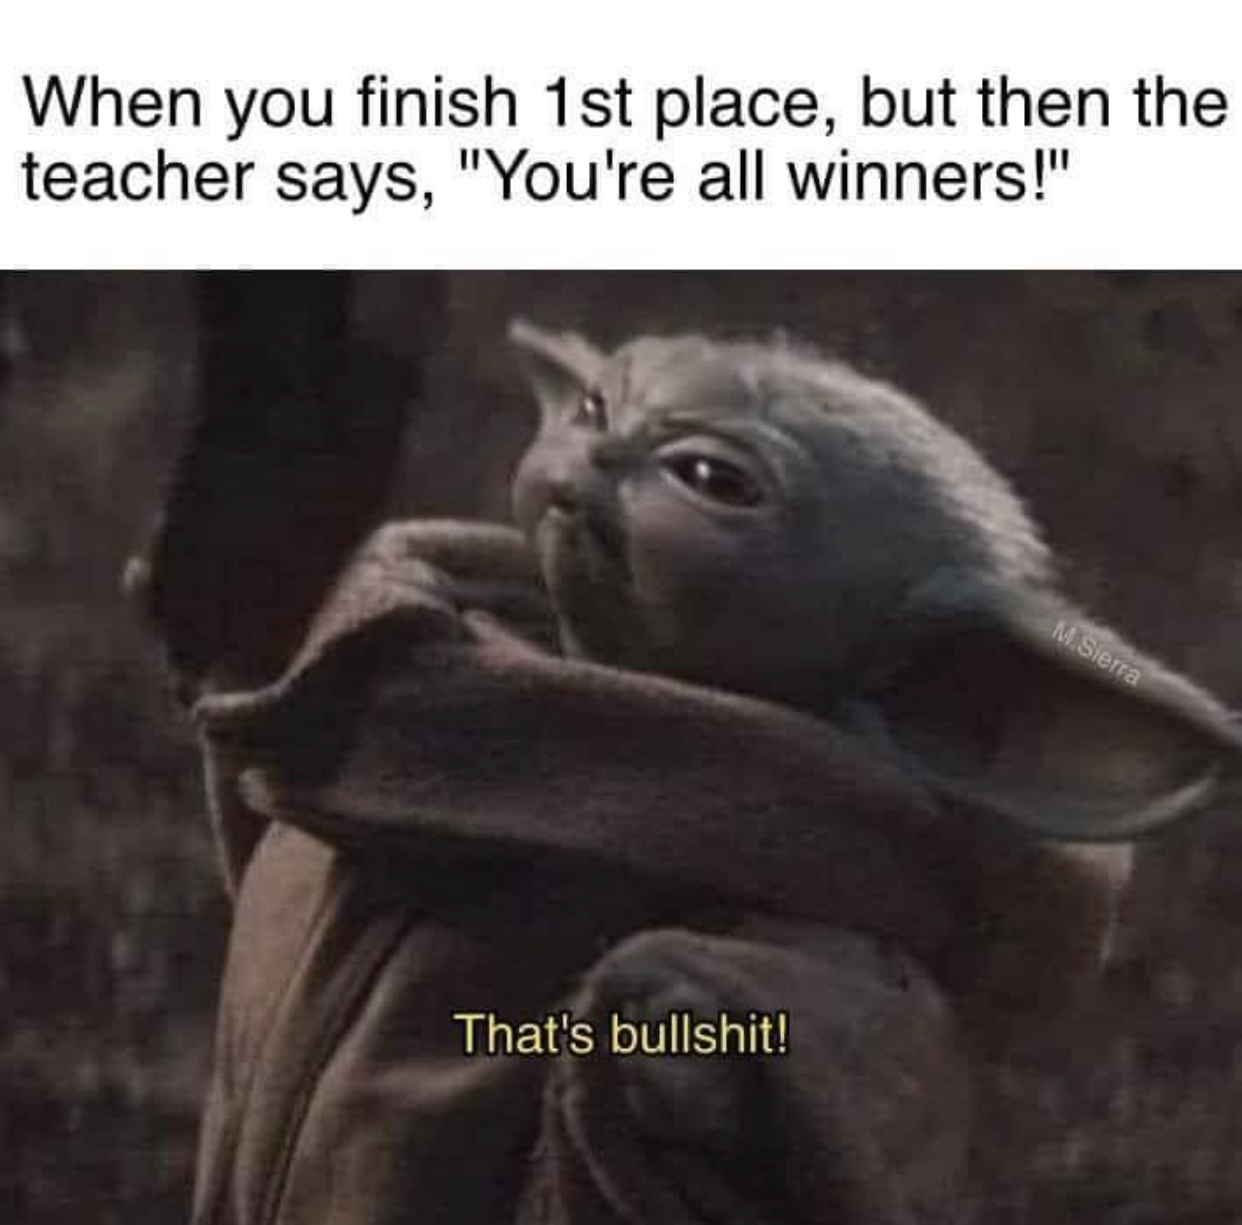 When you finish 1st place, but then the
teacher says, "You're all winners!"
M.Sierra
That's bullshit!